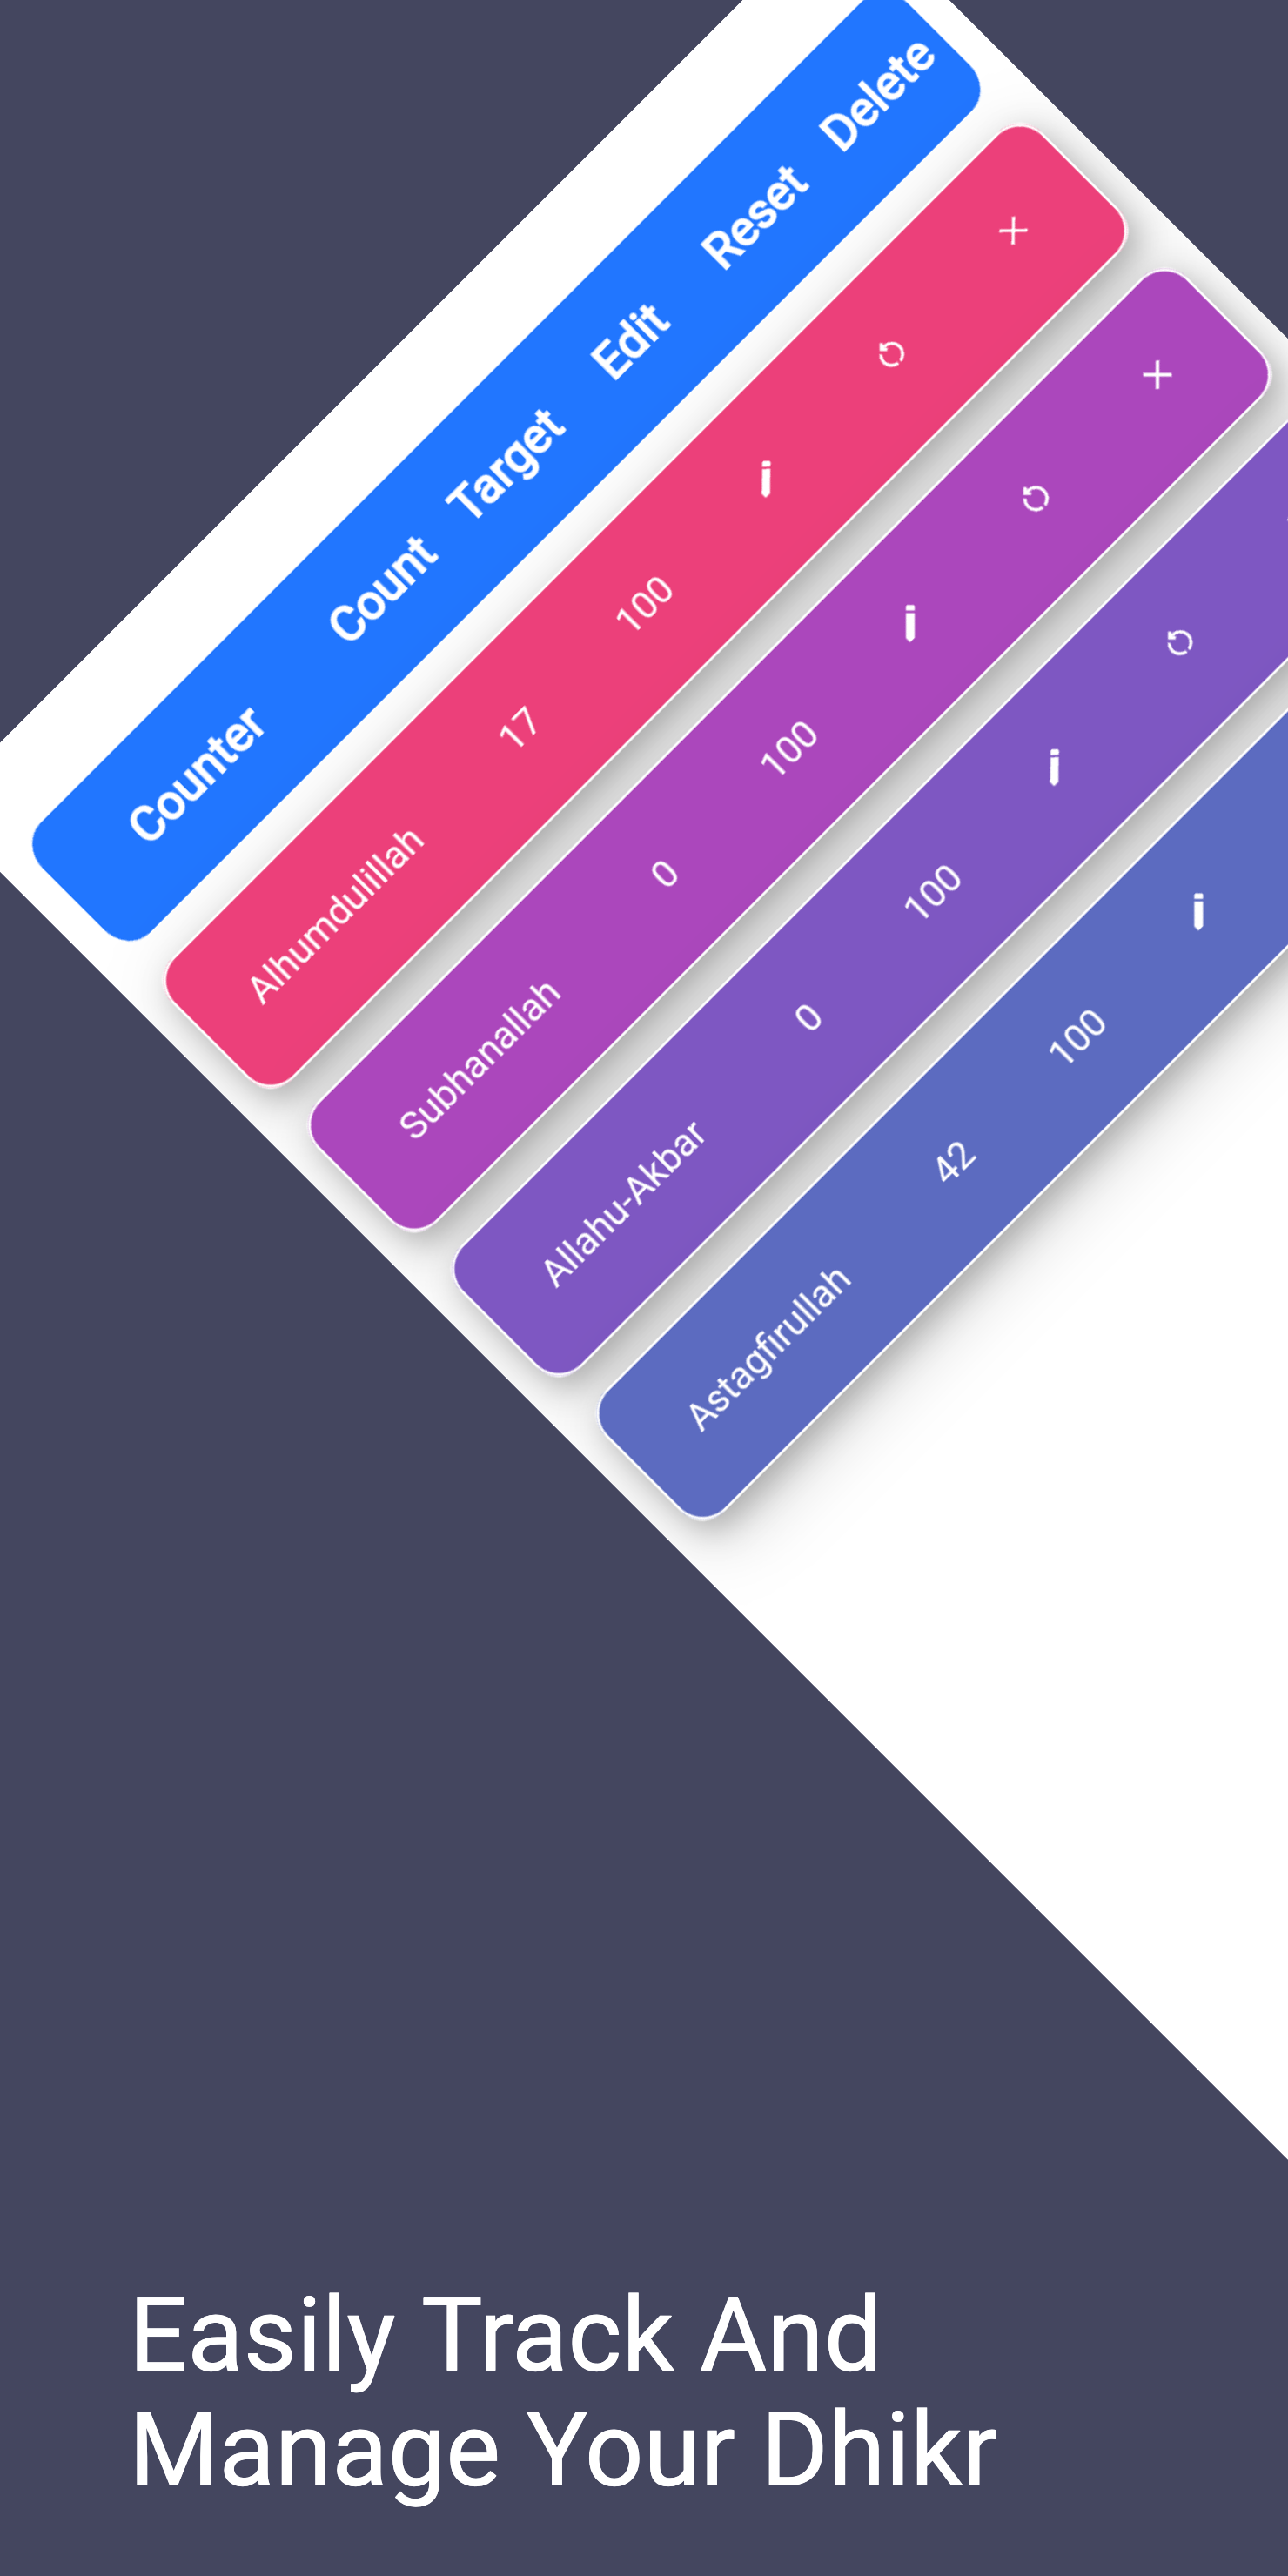 Counter Count Target Edit Reset Delete
Alhumdulillah 17 100
Subhanallah 0 100
Allahu-Akbar 0 100
Astagfirullah 42 100
Easily Track And
Manage Your Dhikr